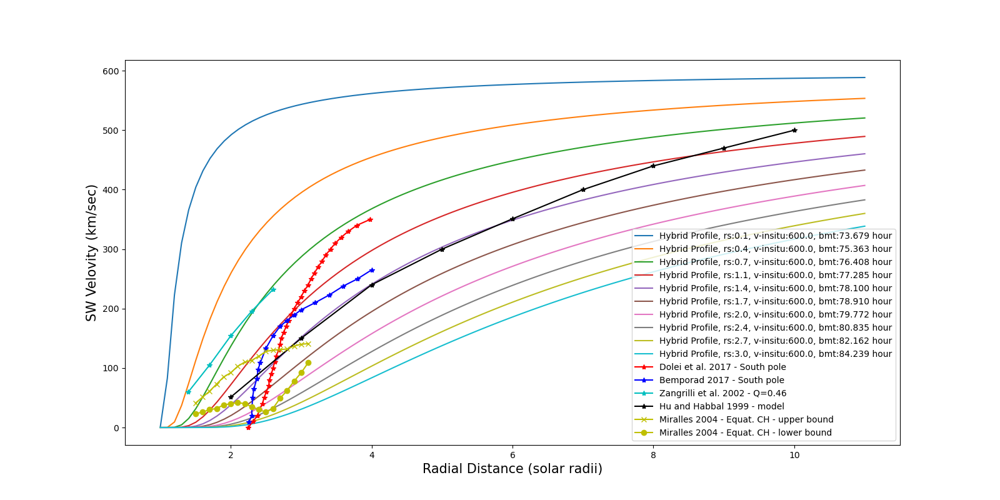 600
500
400
300
200
100
0
SW Velovity (km/sec)
2
4
6
8
10
Radial Distance (solar radii)
Hybrid Profile, rs:0.1, v-insitu:600.0, bmt:73.679 hour
Hybrid Profile, rs:0.4, v-insitu:600.0, bmt:75.363 hour
Hybrid Profile, rs:0.7, v-insitu:600.0, bmt:76.408 hour
Hybrid Profile, rs:1.1, v-insitu:600.0, bmt:77.285 hour
Hybrid Profile, rs:1.4, v-insitu:600.0, bmt:78.100 hour
Hybrid Profile, rs:1.7, v-insitu:600.0, bmt:78.910 hour
Hybrid Profile, rs:2.0, v-insitu:600.0, bmt:79.772 hour
Hybrid Profile, rs:2.4, v-insitu:600.0, bmt:80.835 hour
Hybrid Profile, rs:2.7, v-insitu:600.0, bmt:82.162 hour
Hybrid Profile, rs:3.0, v-insitu:600.0, bmt:84.239 hour
Dolei et al. 2017 - South pole
Bemporad 2017 - South pole
Zangrilli et al. 2002 - Q=0.46
Hu and Habbal 1999 - model
Miralles 2004 - Equat. CH - upper bound
Miralles 2004 - Equat. CH - lower bound